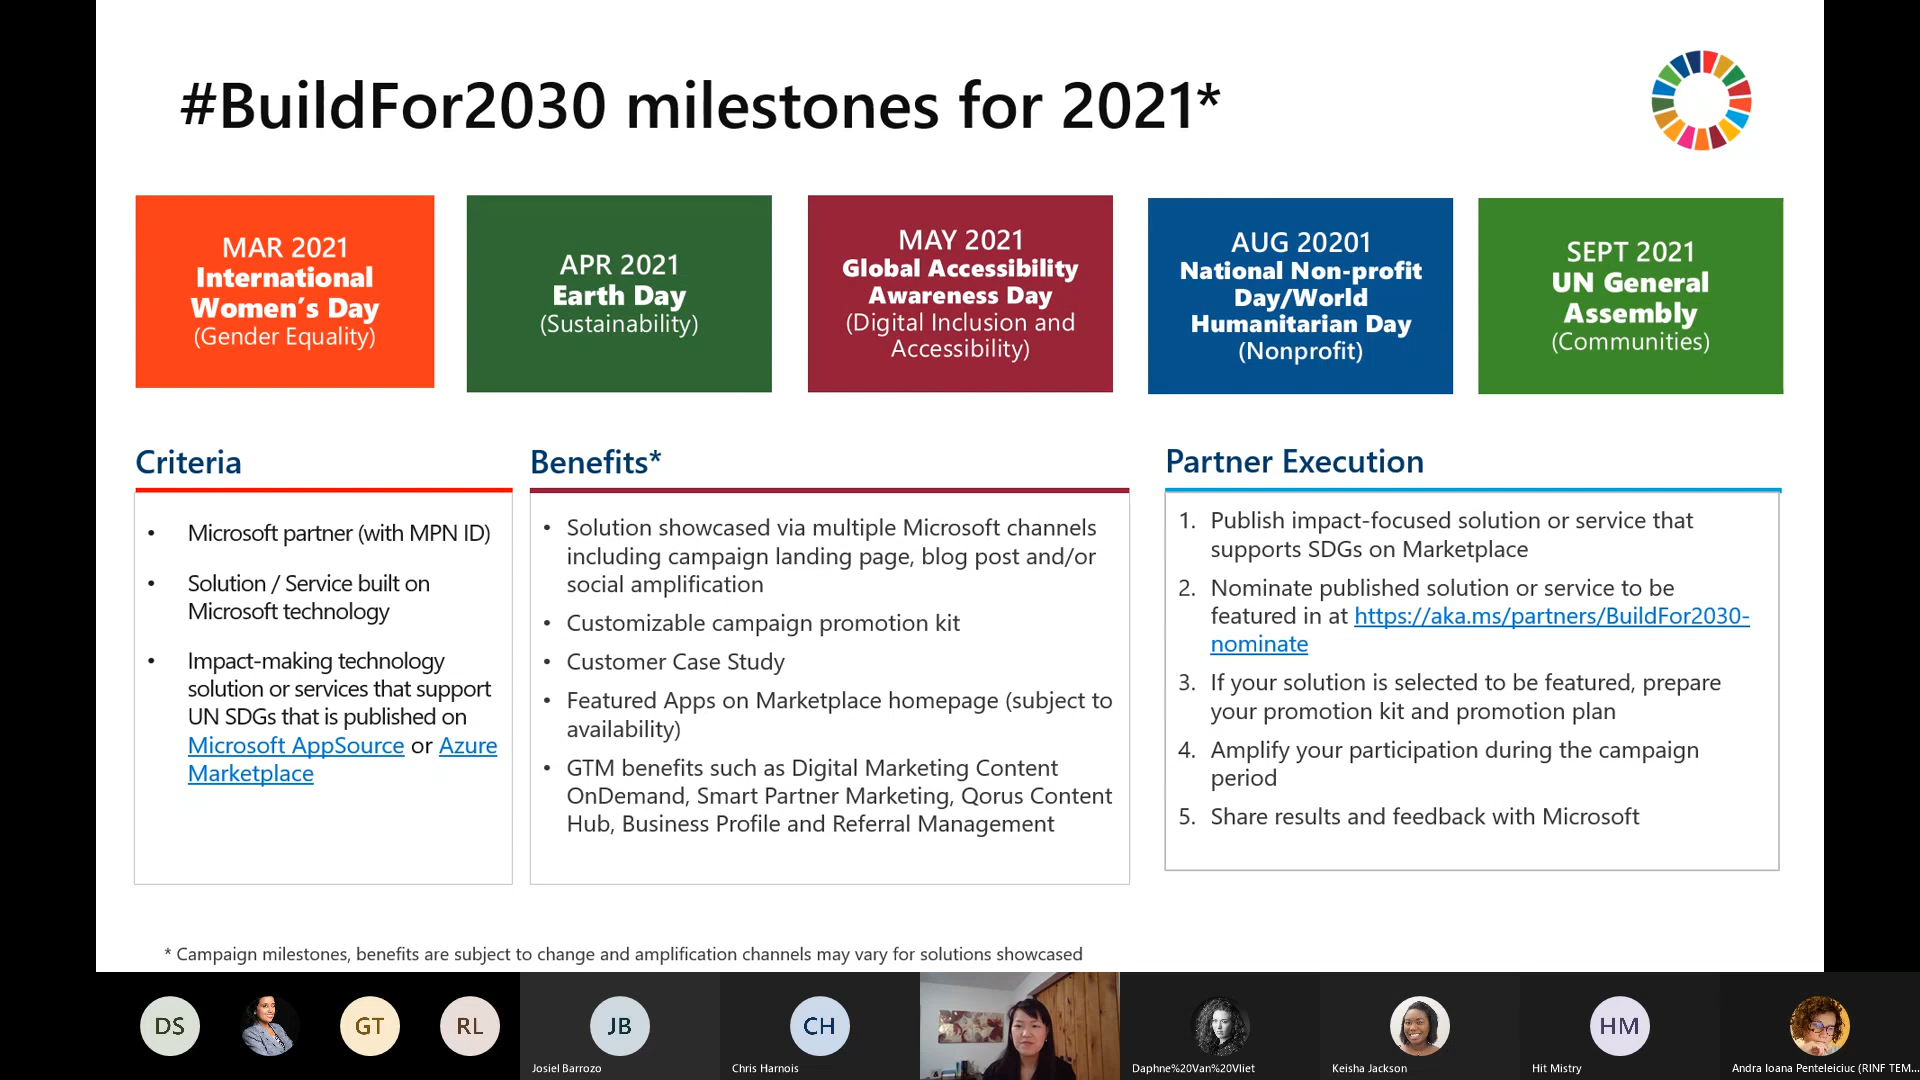 #BuildFor2030 milestones for 2021*
MAR 2021
International
Women's Day
(Gender Equality)
APR 2021
Earth Day
(Sustainability)
MAY 2021
Global Accessibility
Awareness Day
(Digital Inclusion and
Accessibility)
AUG 20201
National Non-profit
Day/World
Humanitarian Day
(Nonprofit)
SEPT 2021
UN General
Assembly
(Communities)
Criteria
• Microsoft partner (with MPN ID)
• Solution / Service built on
Microsoft technology
• Impact-making technology
solution or services that support
UN SDGs that is published on
Microsoft AppSource or Azure
Marketplace
Benefits*
• Solution showcased via multiple Microsoft channels
including campaign landing page, blog post and/or
social amplification
• Customizable campaign promotion kit
• Customer Case Study
• Featured Apps on Marketplace homepage (subject to
availability)
• GTM benefits such as Digital Marketing Content
OnDemand, Smart Partner Marketing, Qorus Content
Hub, Business Profile and Referral Management
Partner Execution
1. Publish impact-focused solution or service that
supports SDGs on Marketplace
2. Nominate published solution or service to be
featured in at https://aka.ms/partners/BuildFor2030-
nominate
3. If your solution is selected to be featured, prepare
your promotion kit and promotion plan
4. Amplify your participation during the campaign
period
5. Share results and feedback with Microsoft
* Campaign milestones, benefits are subject to change and amplification channels may vary for solutions showcased
DS
GT
RL
JB
Josiel Barrozo
CH
Chris Harnois
Daphne%20Van%20Vliet
Keisha Jackson
HM
Hit Mistry
Andra Ioana Penteleiciuc (RINF TEM...